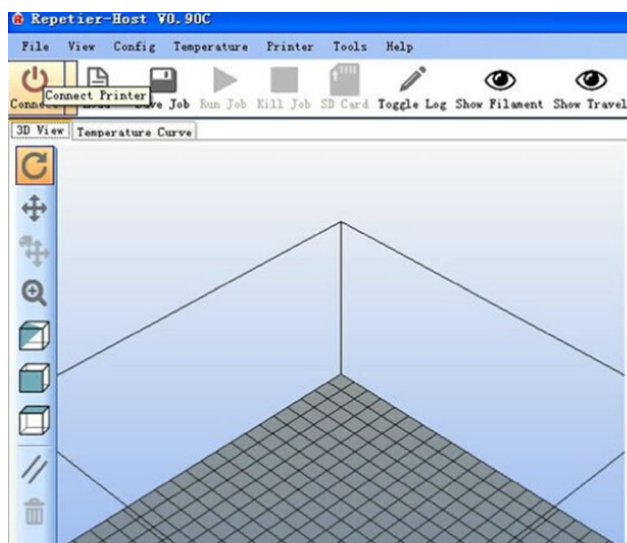 Repetier-Host V0.90C
File View Config Temperature Printer Tools Help
Connect Printer
Save Job Run Job Kill Job SD Card Toggle Log Show Filament Show Travel
3D View Temperature Curve